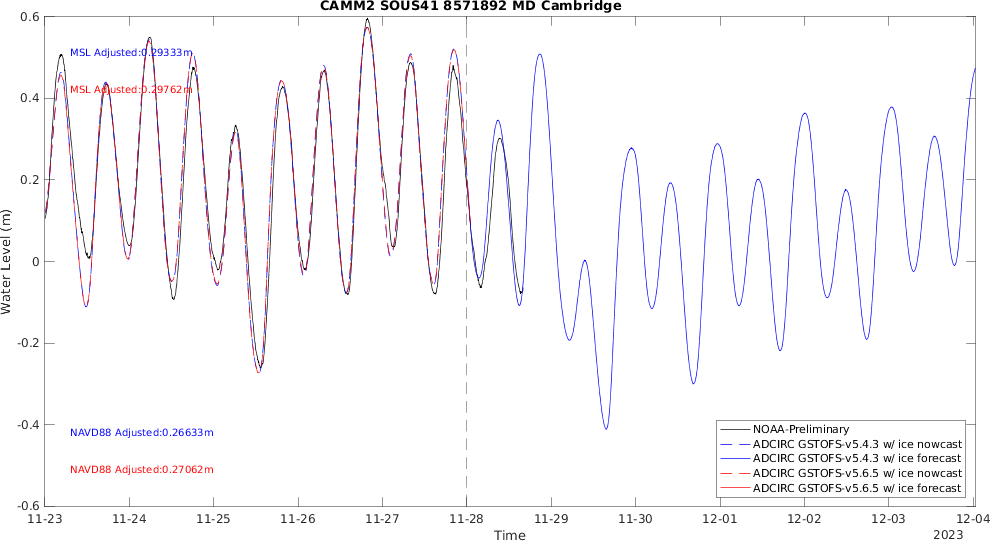 CAMM2 SOUS41 8571892 MD Cambridge
0.6
MSL Adjusted:0.29333m
MSL Adjusted:0.29762m
0.4
0.2
0
-0.2
-0.4
-0.6
Water Level (m)
NAVD88 Adjusted:0.26633m
NAVD88 Adjusted:0.27062m
NOAA-Preliminary
ADCIRC GSTOFS-v5.4.3 w/ ice nowcast
ADCIRC GSTOFS-v5.4.3 w/ ice forecast
ADCIRC GSTOFS-v5.6.5 w/ ice nowcast
ADCIRC GSTOFS-v5.6.5 w/ ice forecast
11-23 11-24 11-25 11-26 11-27 11-28 11-29 11-30 12-01 12-02 12-03 12-04
Time
2023